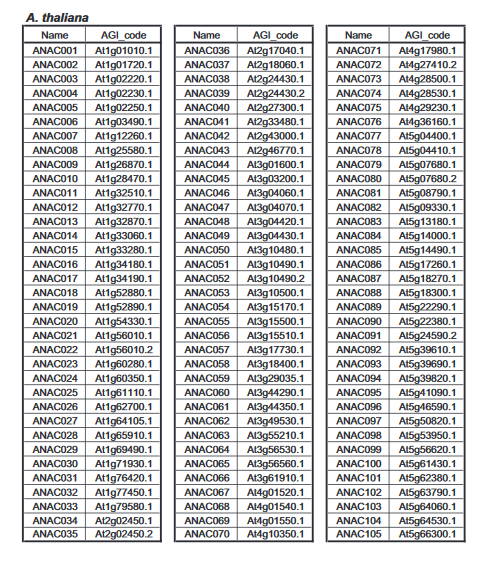 A. thaliana
Name AGI_code Name AGI_code Name AGI_code
ANAC001 At1g01010.1 ANAC036 At2g17040.1 ANAC071 At4g17980.1
ANAC002 At1g01720.1 ANAC037 At2g18060.1 ANAC072 At4g27410.2
ANAC003 At1g02220.1 ANAC038 At2g24430.1 ANAC073 At4g28500.1
ANAC004 At1g02230.1 ANAC039 At2g24430.2 ANAC074 At4g28530.1
ANAC005 At1g02250.1 ANAC040 At2g27300.1 ANAC075 At4g29230.1
ANAC006 At1g03490.1 ANAC041 At2g33480.1 ANAC076 At4g36160.1
ANAC007 At1g12260.1 ANAC042 At2g43000.1 ANAC077 At5g04400.1
ANAC008 At1g25580.1 ANAC043 At2g46770.1 ANAC078 At5g04410.1
ANAC009 At1g26870.1 ANAC044 At3g01600.1 ANAC079 At5g07680.1
ANAC010 At1g28470.1 ANAC045 At3g03200.1 ANAC080 At5g07680.2
ANAC011 At1g32510.1 ANAC046 At3g04060.1 ANAC081 At5g08790.1
ANAC012 At1g32770.1 ANAC047 At3g04070.1 ANAC082 At5g09330.1
ANAC013 At1g32870.1 ANAC048 At3g04420.1 ANAC083 At5g13180.1
ANAC014 At1g33060.1 ANAC049 At3g04430.1 ANAC084 At5g14000.1
ANAC015 At1g33280.1 ANAC050 At3g10480.1 ANAC085 At5g14490.1
ANAC016 At1g34180.1 ANAC051 At3g10490.1 ANAC086 At5g17260.1
ANAC017 At1g34190.1 ANAC052 At3g10490.2 ANAC087 At5g18270.1
ANAC018 At1g52880.1 ANAC053 At3g10500.1 ANAC088 At5g18300.1
ANAC019 At1g52890.1 ANAC054 At3g15170.1 ANAC089 At5g22290.1
ANAC020 At1g54330.1 ANAC055 At3g15500.1 ANAC090 At5g22380.1
ANAC021 At1g56010.1 ANAC056 At3g15510.1 ANAC091 At5g24590.2
ANAC022 At1g56010.2 ANAC057 At3g17730.1 ANAC092 At5g39610.1
ANAC023 At1g60280.1 ANAC058 At3g18400.1 ANAC093 At5g39690.1
ANAC024 At1g60350.1 ANAC059 At3g29035.1 ANAC094 At5g39820.1
ANAC025 At1g61110.1 ANAC060 At3g44290.1 ANAC095 At5g41090.1
ANAC026 At1g62700.1 ANAC061 At3g44350.1 ANAC096 At5g46590.1
ANAC027 At1g64105.1 ANAC062 At3g49530.1 ANAC097 At5g50820.1
ANAC028 At1g65910.1 ANAC063 At3g55210.1 ANAC098 At5g53950.1
ANAC029 At1g69490.1 ANAC064 At3g56530.1 ANAC099 At5g56620.1
ANAC030 At1g71930.1 ANAC065 At3g56560.1 ANAC100 At5g61430.1
ANAC031 At1g76420.1 ANAC066 At3g61910.1 ANAC101 At5g62380.1
ANAC032 At1g77450.1 ANAC067 At4g01520.1 ANAC102 At5g63790.1
ANAC033 At1g79580.1 ANAC068 At4g01540.1 ANAC103 At5g64060.1
ANAC034 At2g02450.1 ANAC069 At4g01550.1 ANAC104 At5g64530.1
ANAC035 At2g02450.2 ANAC070 At4g10350.1 ANAC105 At5g66300.1